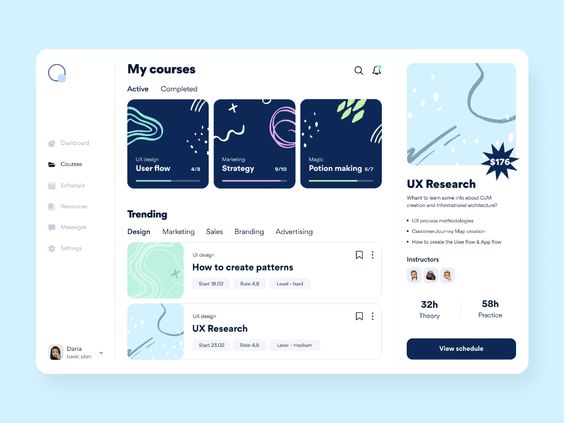 My courses
Active Completed
UX design
User flow 4/8
Marketing
Strategy 9/10
Magic
Potion making 5/7
Dashboard
Courses
Schedule
Resources
Messages
Settings
Daria
basic plan
Trending
Design Marketing Sales Branding Advertising
UI design
How to create patterns
Start 18.02 Rate 4,8 Level - hard
UX design
UX Research
Start 23.02 Rate 4,5 Level - medium
$176
UX Research
Whant to learn some info about CJM
creation and Informational architecture?
UX process methodologies
Customer Journey Map creation
How to create the User flow & App flow
Instructors
32h 58h
Theory Practice
View schedule